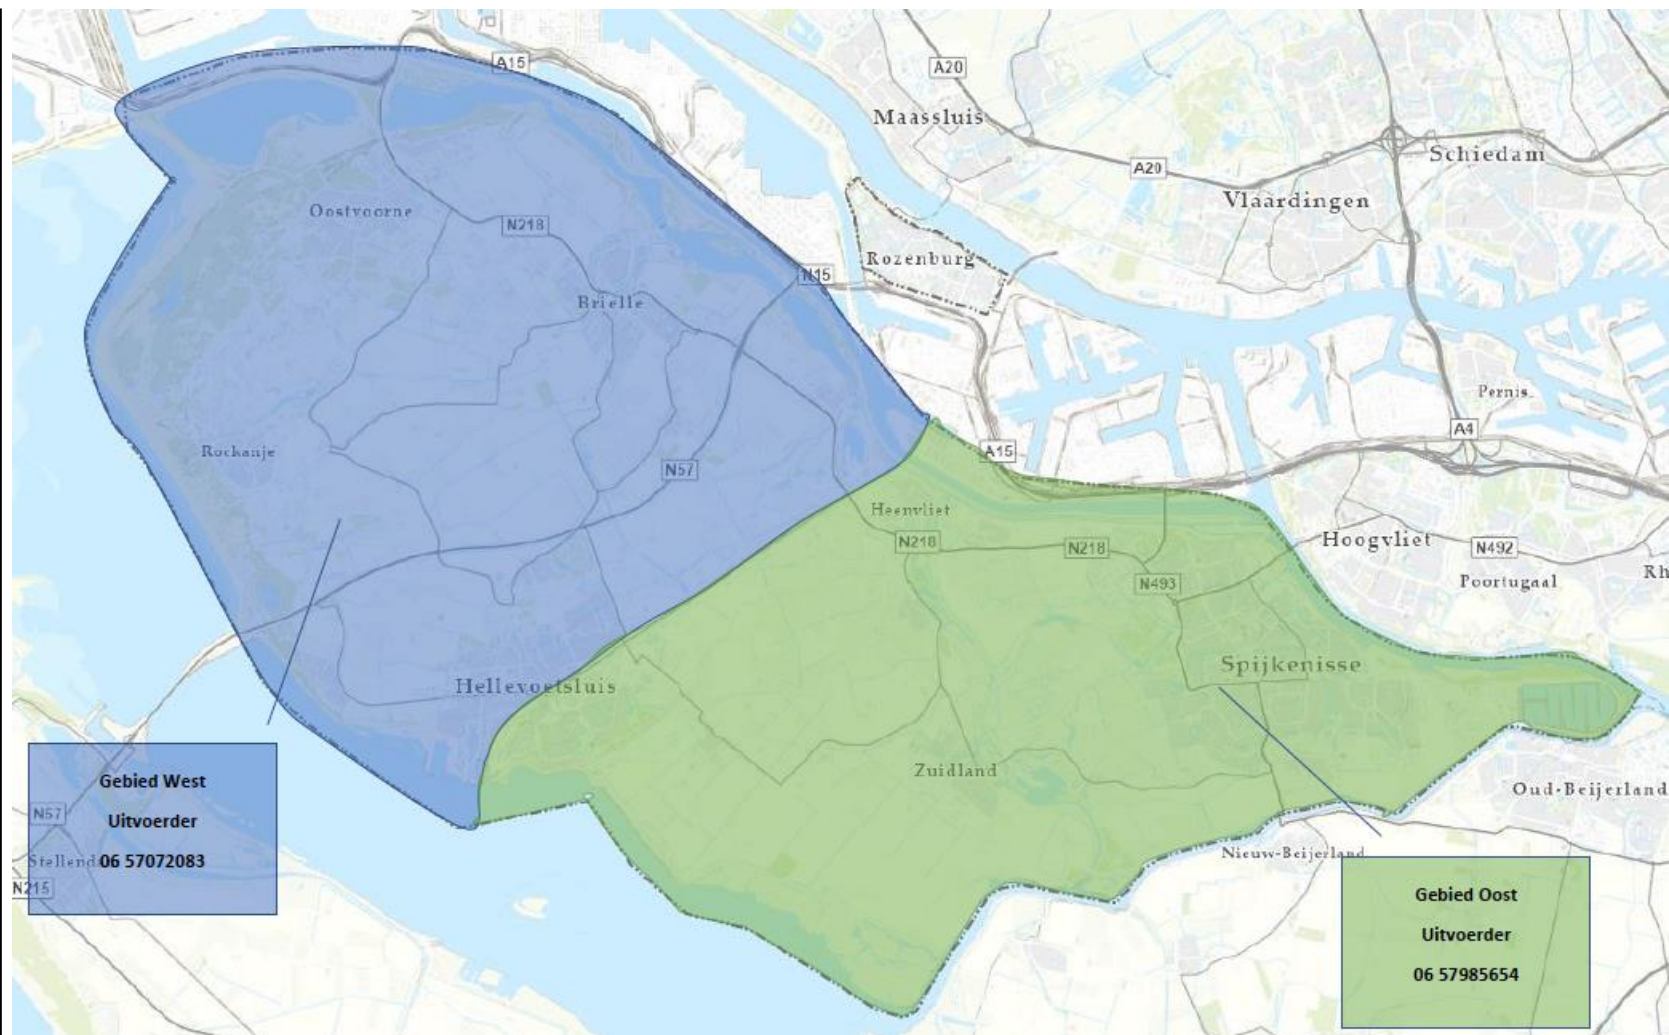 A15
A20
Maassluis
A20
Schiedam
Vlaardingen
Oostvoorne
N218
Rozenburg
N15
Brielle
Pernis
A4
Rockanje
N57
A15
Heenvliet
N218
N218
Hoogvliet
N492
N493
Poortugaal
Rh
Spijkenisse
Hellevoetsluis
Zuidland
Oud-Beijerland
Gebied West
Uitvoerder
N57
06 57072083
Stellend
N215
Nieuw-Beijerland
Gebied Oost
Uitvoerder
06 57985654